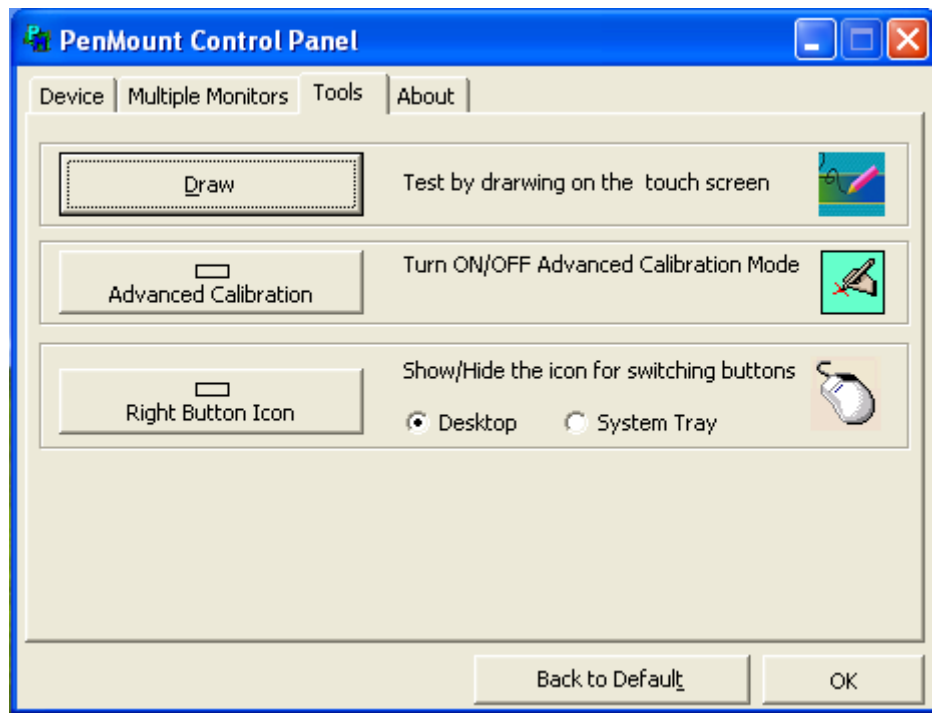 PenMount Control Panel
Device Multiple Monitors Tools About
Draw Test by drarwing on the touch screen
Turn ON/OFF Advanced Calibration Mode
Advanced Calibration
Show/Hide the icon for switching buttons
Right Button Icon Desktop System Tray
Back to Default OK